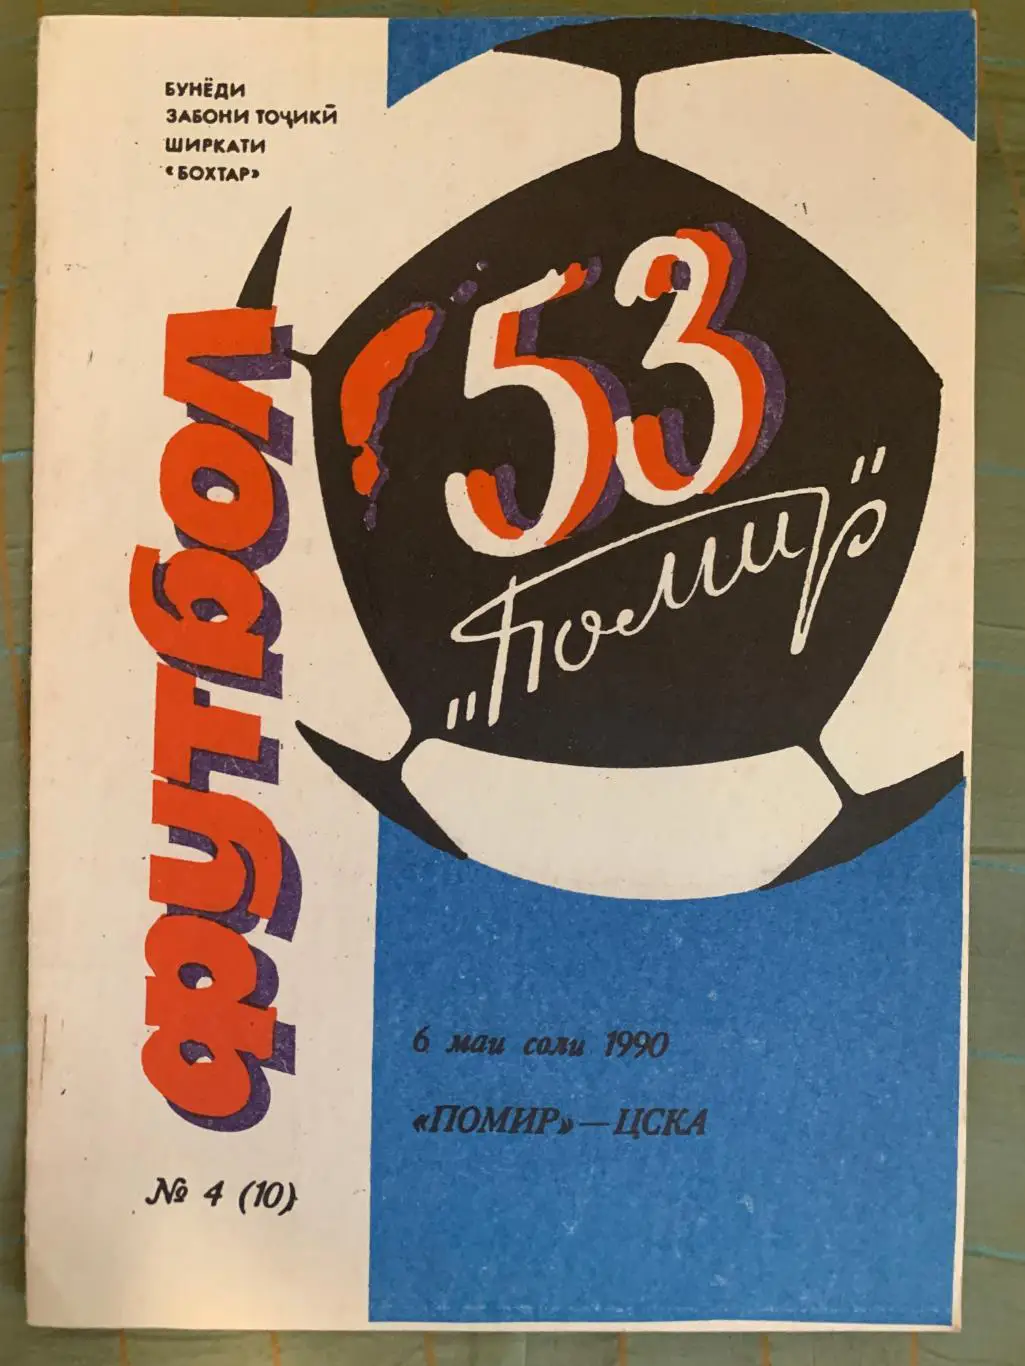 БУНЁДИ
ЗАБОНИ ТОҶИКӢ
ШИРКАТИ
«БОХТАР»
ФУТБОЛ
53
„Помир"
6 маи соли 1990
«ПОМИР»—ЦСКА
№ 4 (10)